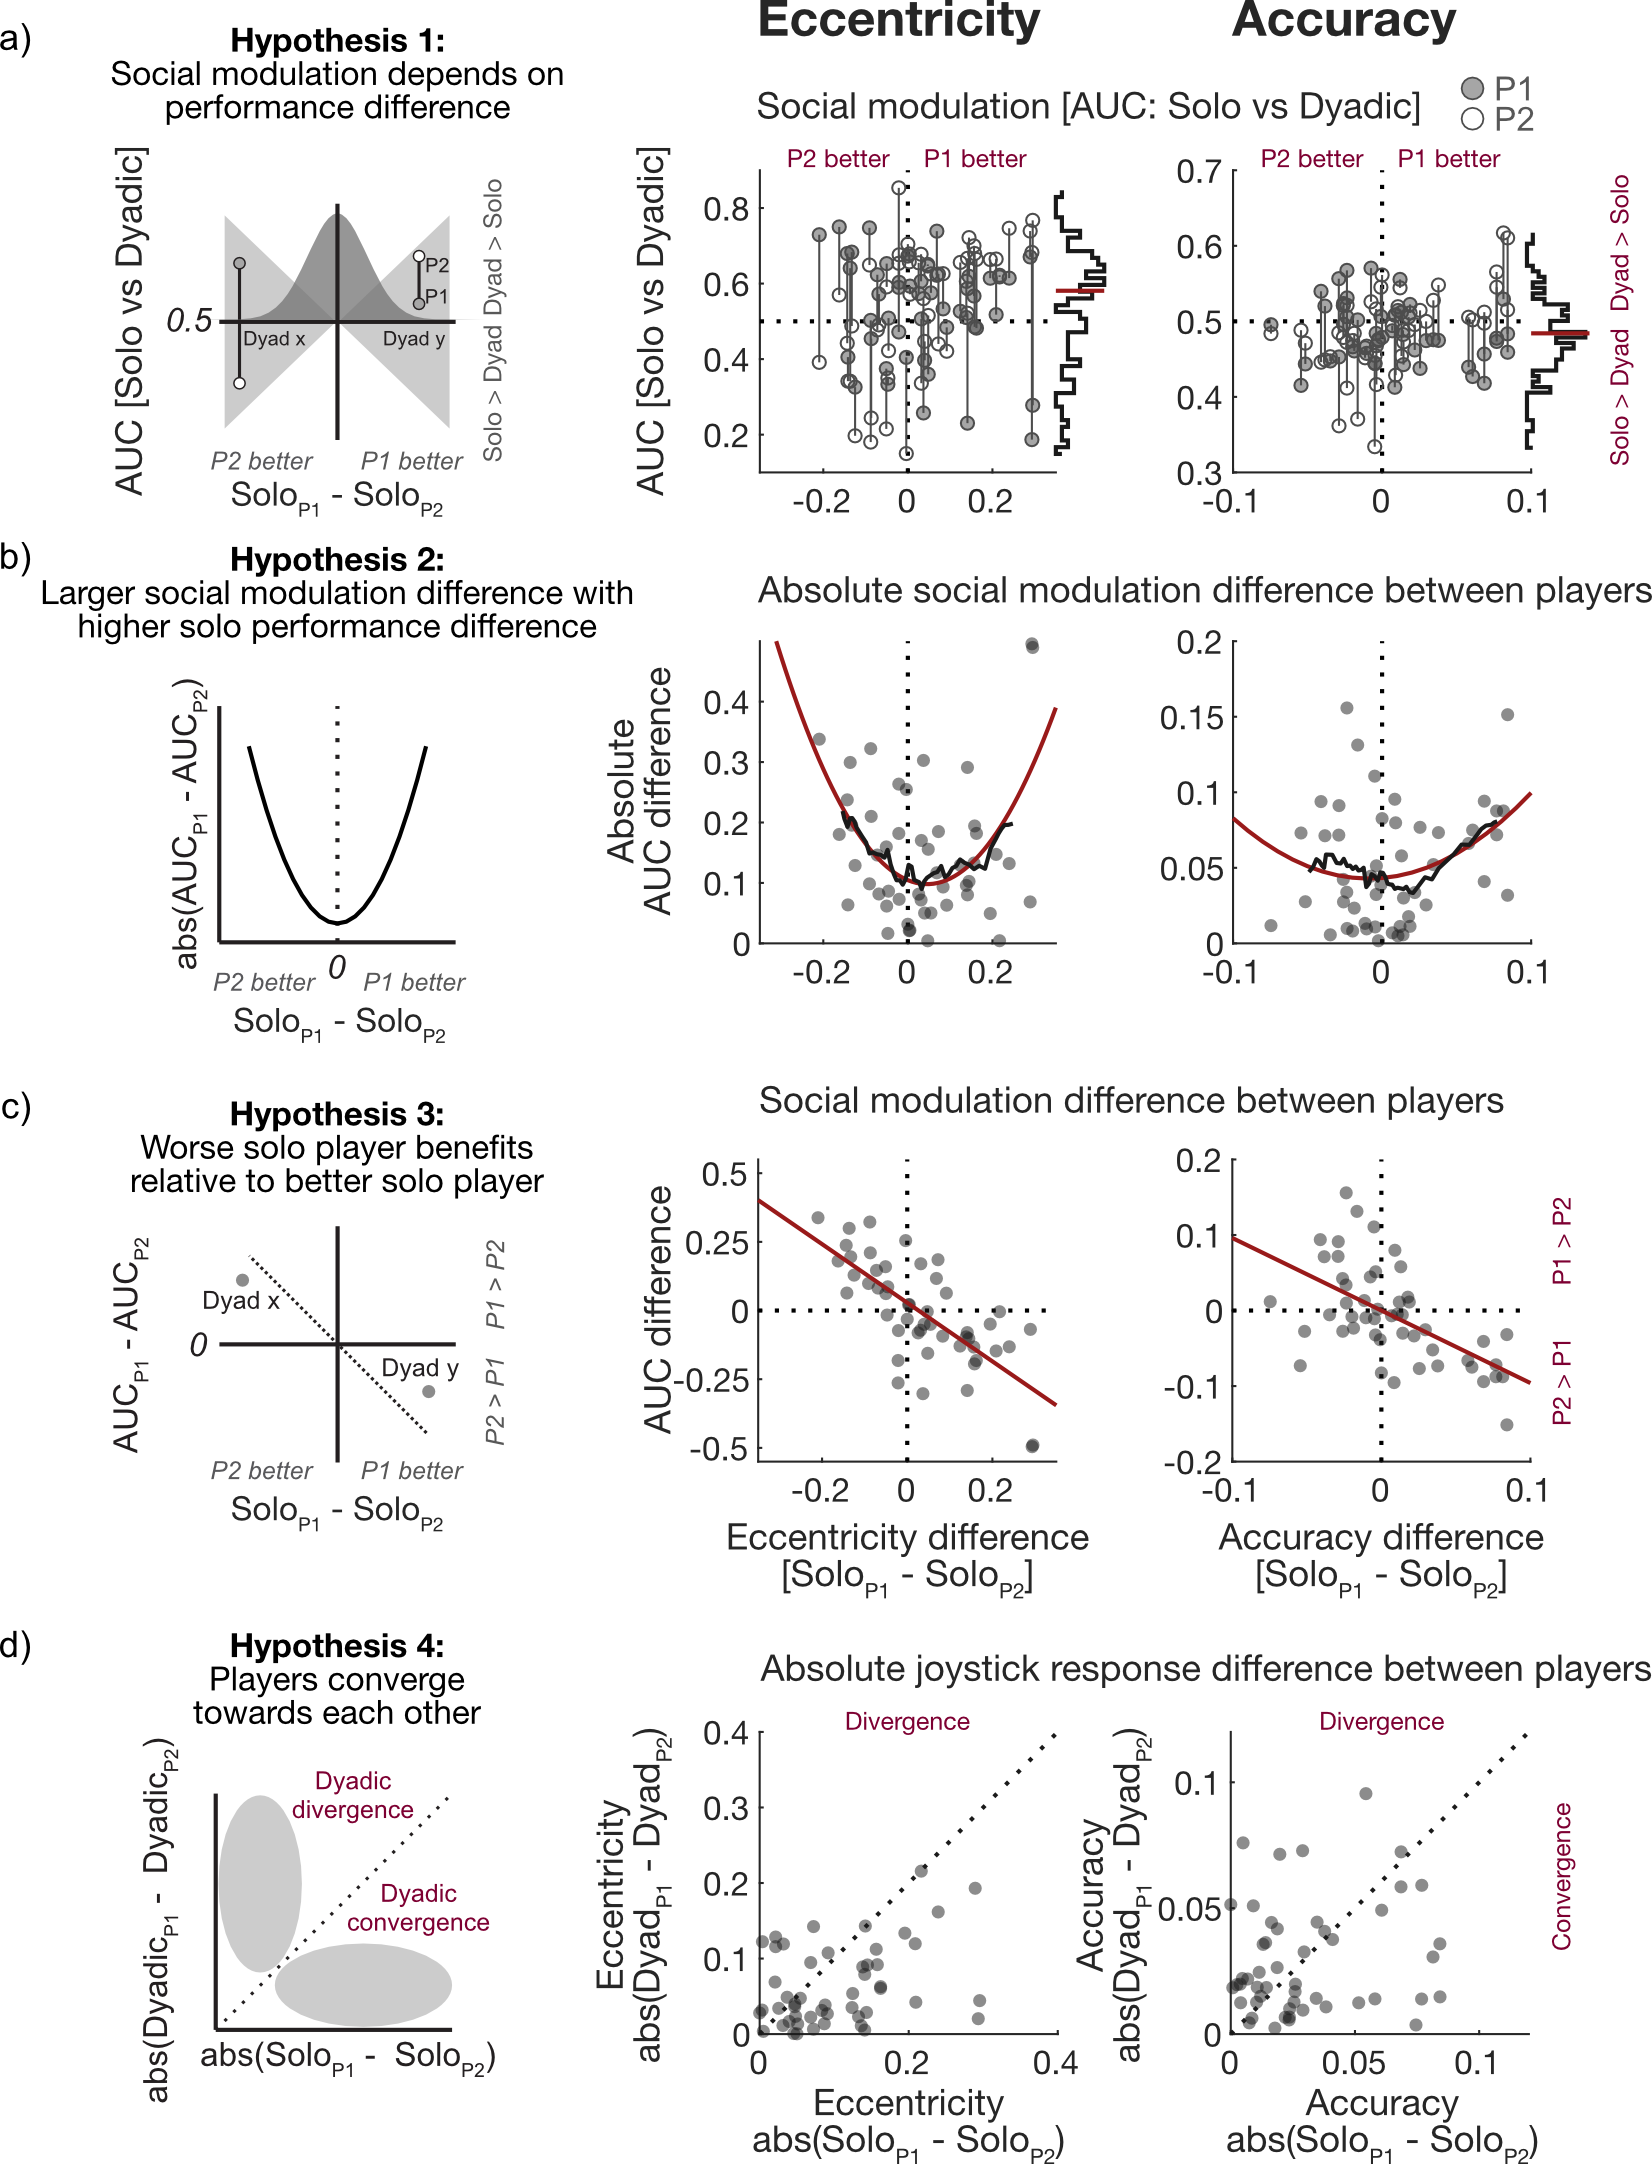 Eccentricity
Accuracy
a)
Hypothesis 1:
Social modulation depends on
performance difference
Social modulation [AUC: Solo vs Dyadic]
P1
P2
AUC [Solo vs Dyadic]
0.5
P2
P1
Dyad x
Dyad y
Solo > Dyad Dyad > Solo
P2 better
P1 better
SoloP1 - SoloP2
AUC [Solo vs Dyadic]
P2 better
P1 better
0.8
0.6
0.4
0.2
-0.2
0
0.2
P2 better
P1 better
0.7
0.6
0.5
0.4
0.3
-0.1
0
0.1
Solo > Dyad Dyad > Solo
b)
Hypothesis 2:
Larger social modulation difference with
higher solo performance difference
Absolute social modulation difference between players
abs(AUCP1 - AUCP2)
0
P2 better
P1 better
SoloP1 - SoloP2
Absolute
AUC difference
0.4
0.3
0.2
0.1
0
-0.2
0
0.2
0.2
0.15
0.1
0.05
0
-0.1
0
0.1
c)
Hypothesis 3:
Worse solo player benefits
relative to better solo player
Social modulation difference between players
AUCP1 - AUCP2
0
Dyad x
Dyad y
P2 > P1 P1 > P2
P2 better
P1 better
SoloP1 - SoloP2
AUC difference
0.5
0.25
0
-0.25
-0.5
-0.2
0
0.2
Eccentricity difference
[SoloP1 - SoloP2]
0.2
0.1
0
-0.1
-0.2
-0.1
0
0.1
Accuracy difference
[SoloP1 - SoloP2]
P2 > P1 P1 > P2
d)
Hypothesis 4:
Players converge
towards each other
Absolute joystick response difference between players
abs(DyadicP1 - DyadicP2)
Dyadic
divergence
Dyadic
convergence
abs(SoloP1 - SoloP2)
Eccentricity
abs(DyadP1 - DyadP2)
Divergence
0.4
0.3
0.2
0.1
0
0
0.2
0.4
Eccentricity
abs(SoloP1 - SoloP2)
Accuracy
abs(DyadP1 - DyadP2)
Divergence
0.1
0.05
0
0
0.05
0.1
Accuracy
abs(SoloP1 - SoloP2)
Convergence